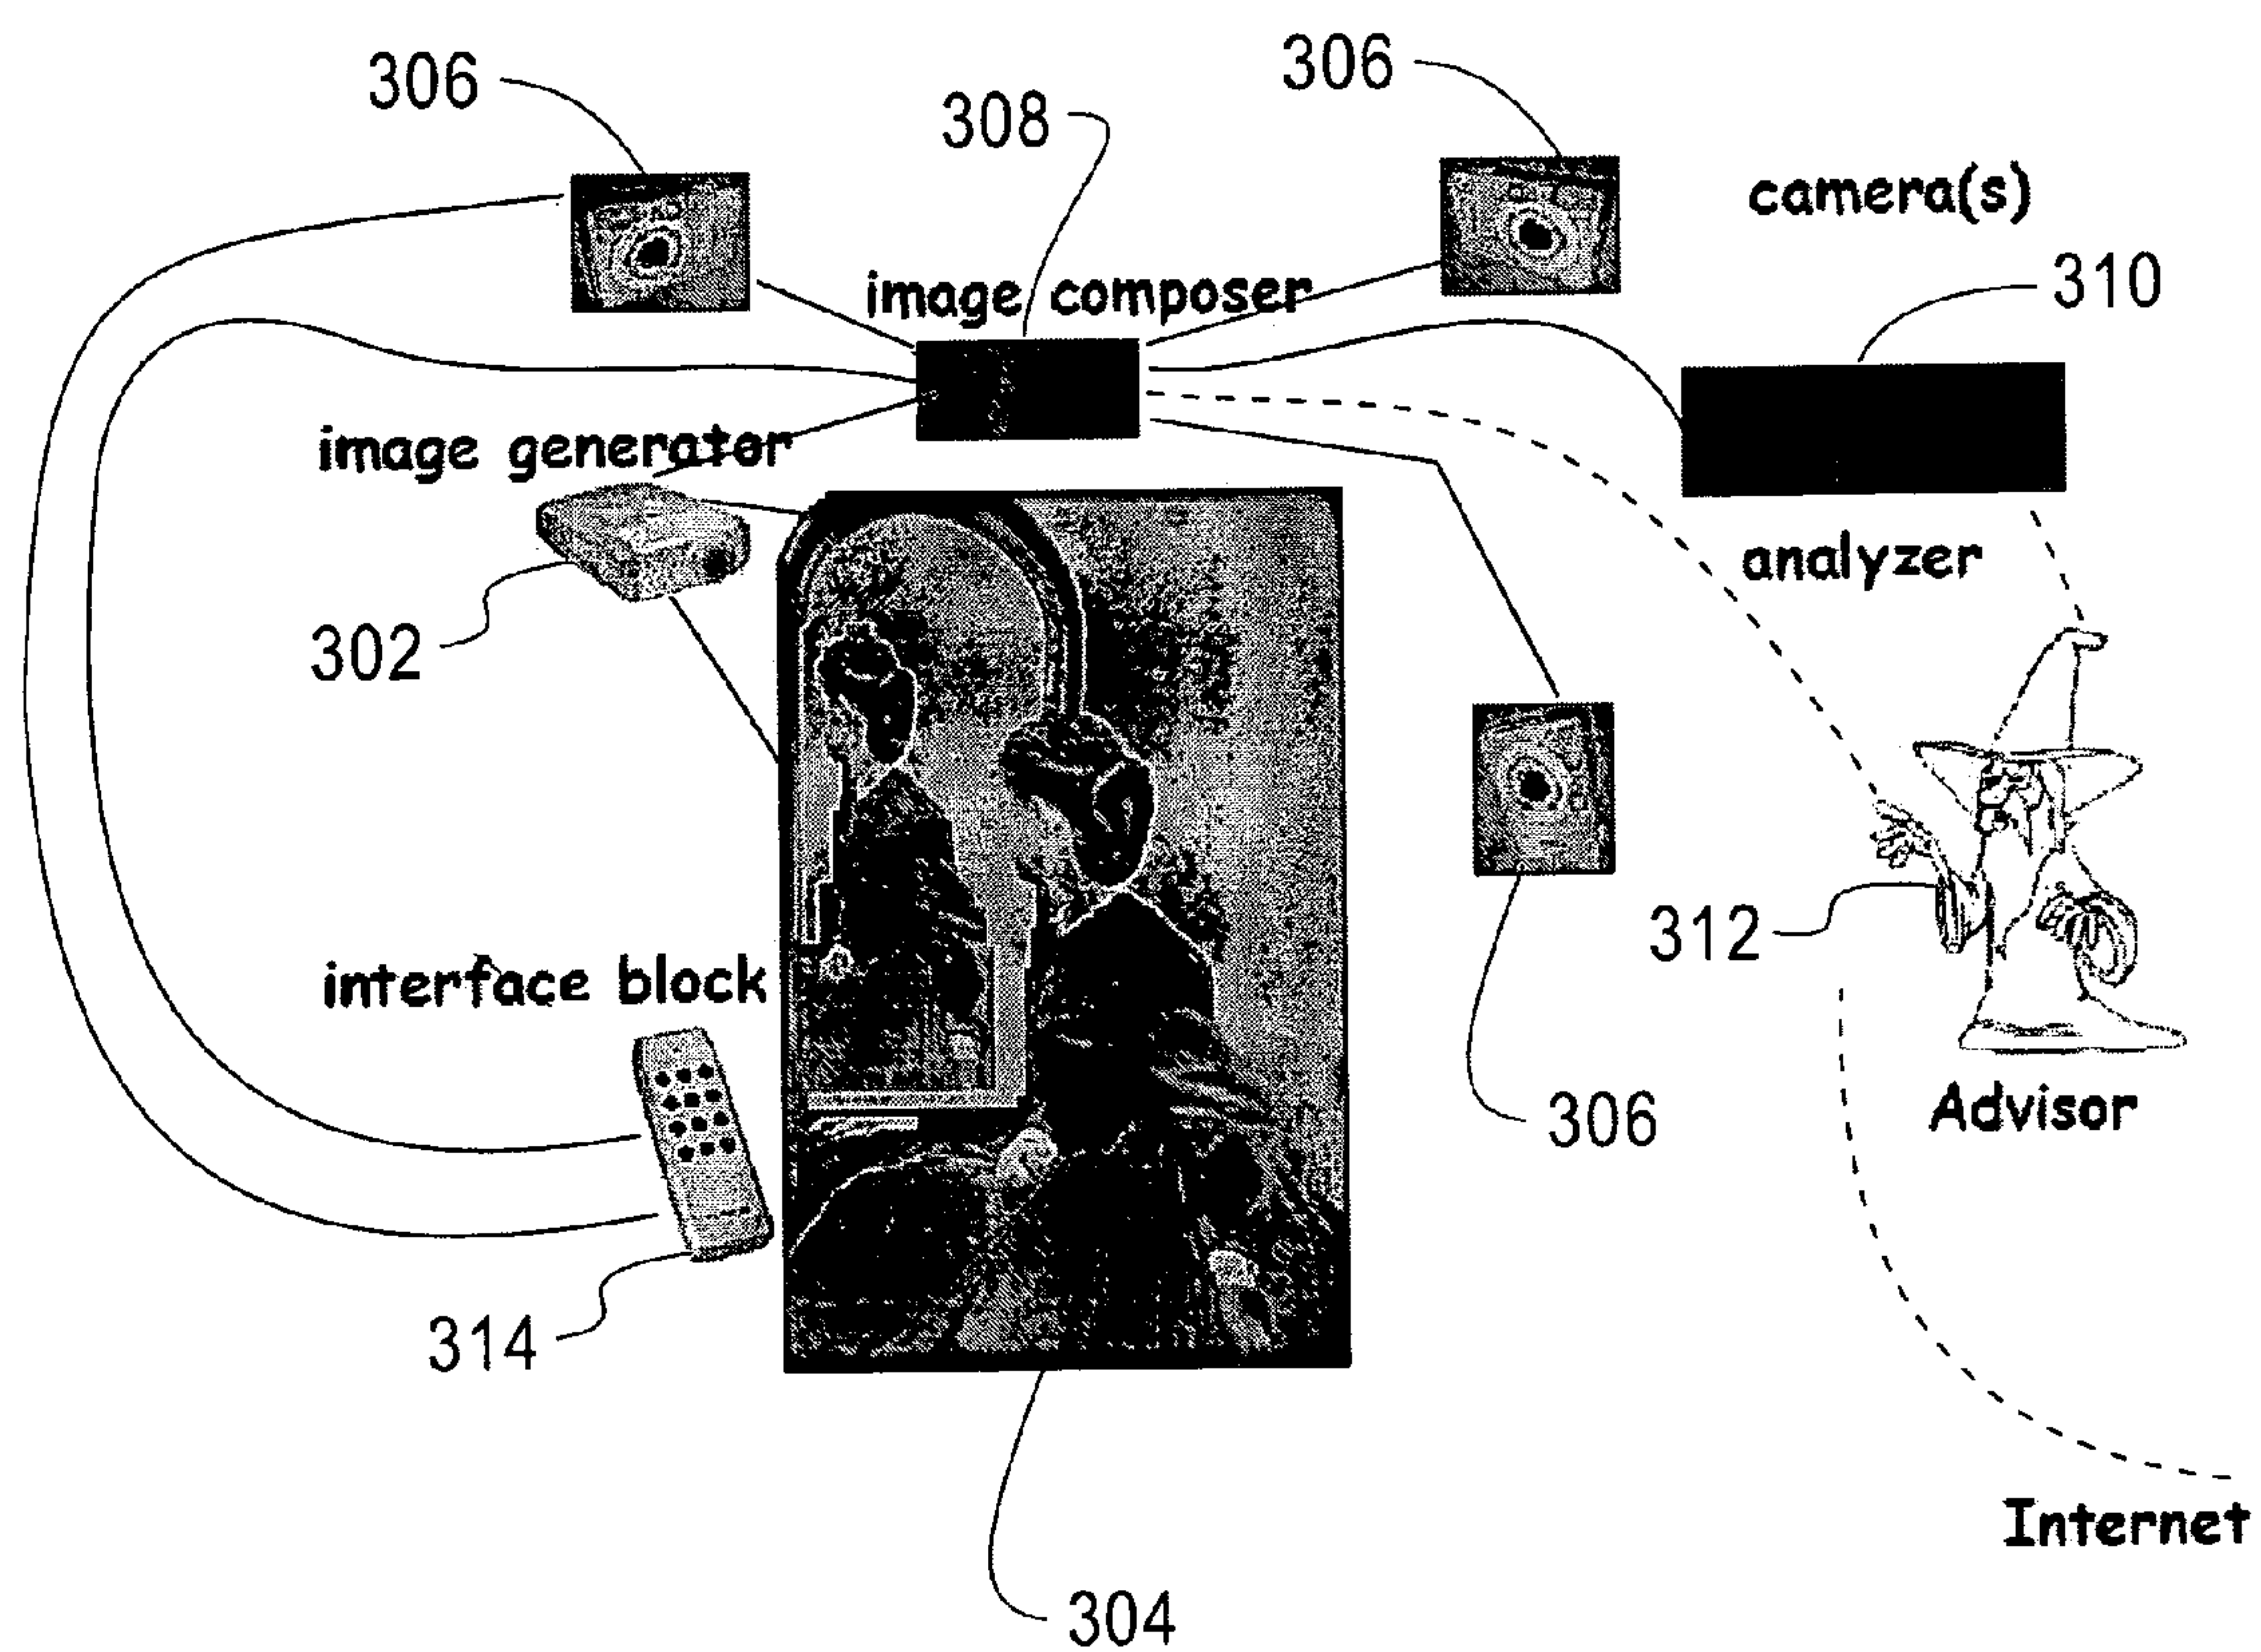 306
306
308
camera(s)
310
image composer
image generator
analyzer
302
312
interface block
306
Advisor
314
Internet
304